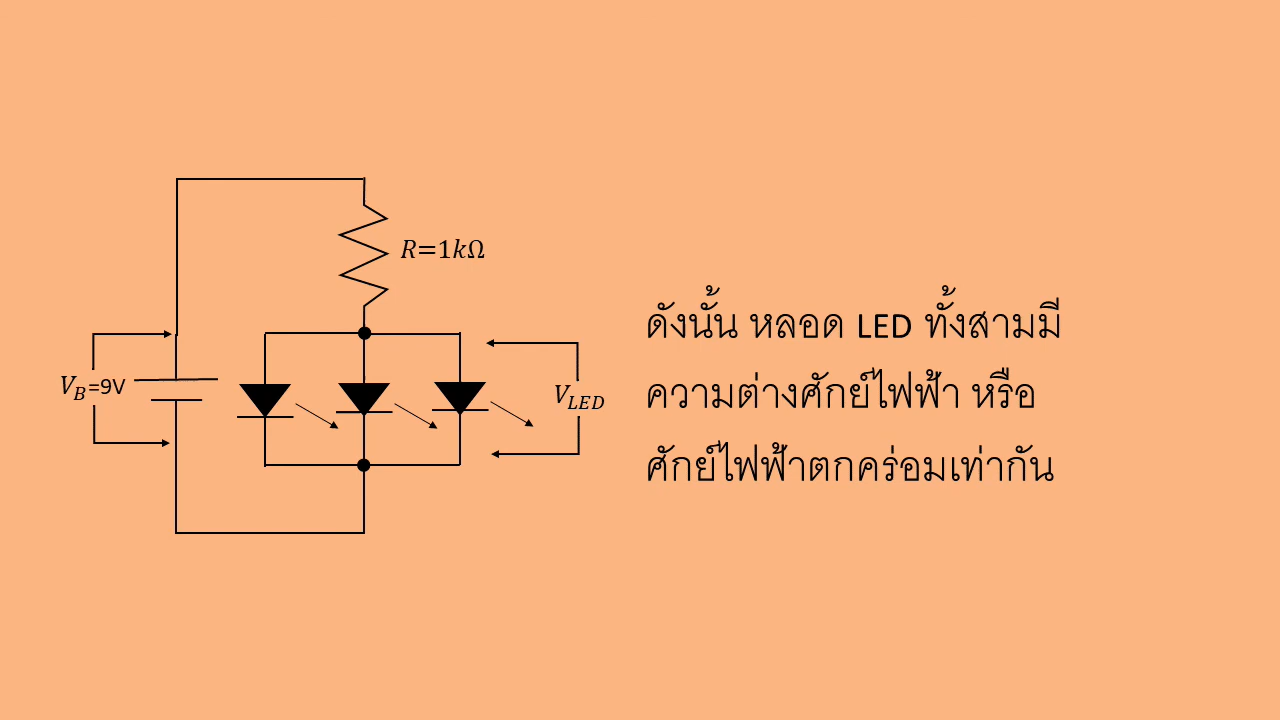 R=1kΩ
V_B=9V
V_LED
ดังนั้น หลอด LED ทั้งสามมี
ความต่างศักย์ไฟฟ้า หรือ
ศักย์ไฟฟ้าตกคร่อมเท่ากัน